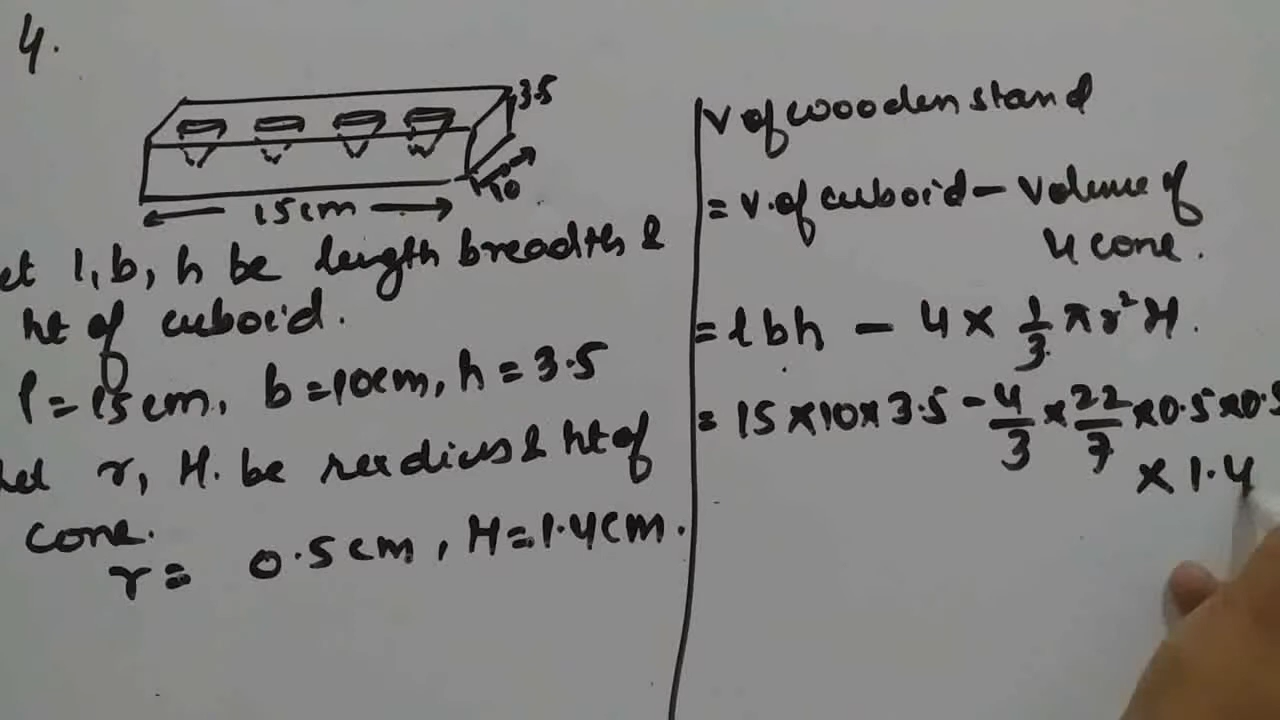 4.
3.5
10
15cm
et l, b, h be length breadth &
ht of cuboid.
l = 15cm, b = 10cm, h = 3.5
Let r, H. be radius & ht of
cone.
r = 0.5cm, H = 1.4cm.
V of wooden stand
= V. of cuboid - Volume of
4 cone.
= lbh - 4 × 1/3 πr²H.
= 15 × 10 × 3.5 - 4/3 × 22/7 × 0.5 × 0.5
× 1.4